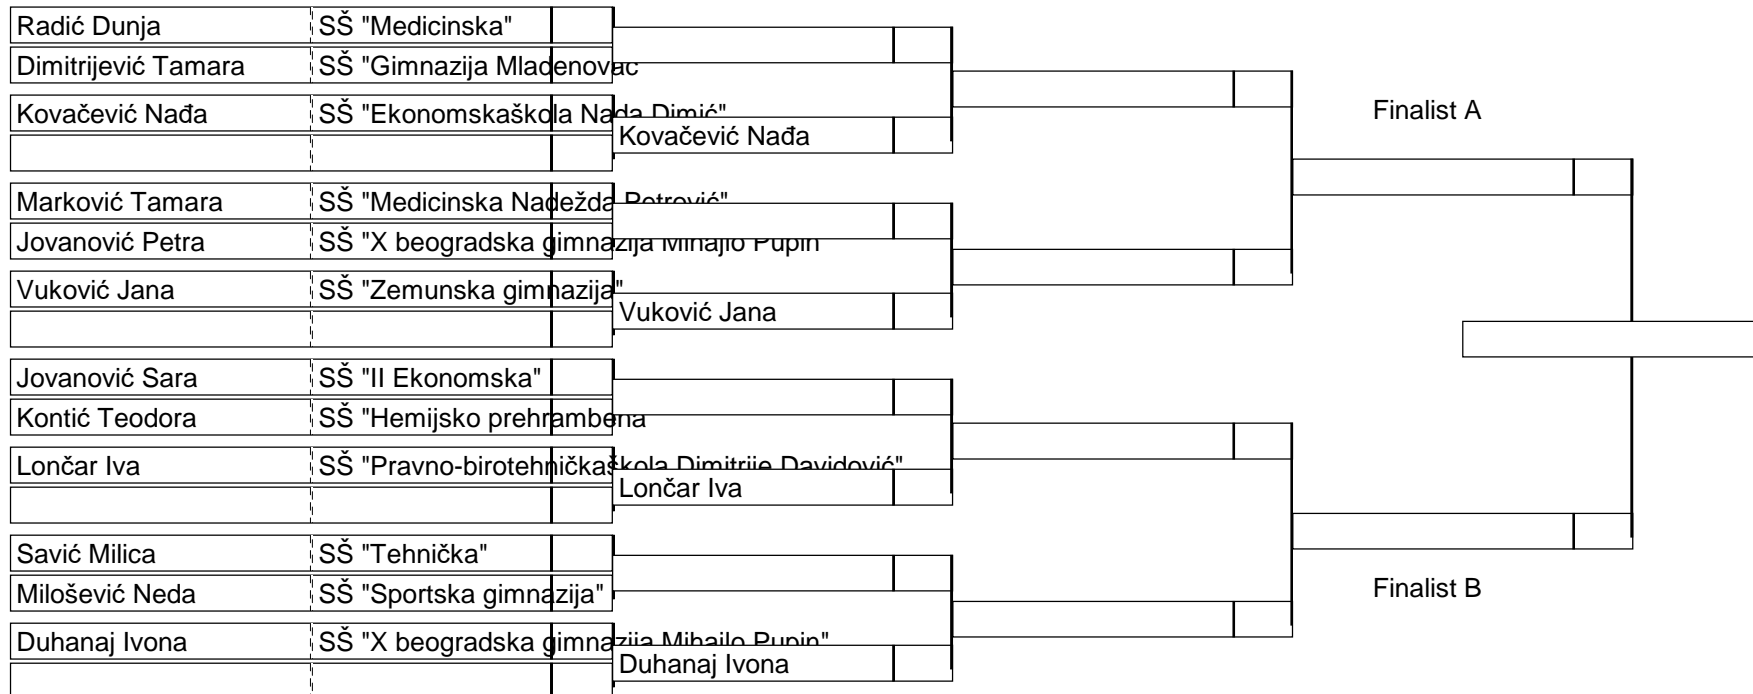 Radić Dunja SŠ "Medicinska"
Dimitrijević Tamara SŠ "Gimnazija Mladenovac
Kovačević Nađa SŠ "Ekonomskaškola Nada Dimić"
Kovačević Nađa
Finalist A
Marković Tamara SŠ "Medicinska Nadežda Petrović"
Jovanović Petra SŠ "X beogradska gimnazija Mihajlo Pupin
Vuković Jana SŠ "Zemunska gimnazija"
Vuković Jana
Jovanović Sara SŠ "II Ekonomska"
Kontić Teodora SŠ "Hemijsko prehrambena
Lončar Iva SŠ "Pravno-birotehničkaškola Dimitrije Davidović"
Lončar Iva
Savić Milica SŠ "Tehnička"
Milošević Neda SŠ "Sportska gimnazija"
Finalist B
Duhanaj Ivona SŠ "X beogradska gimnazija Mihajlo Pupin"
Duhanaj Ivona